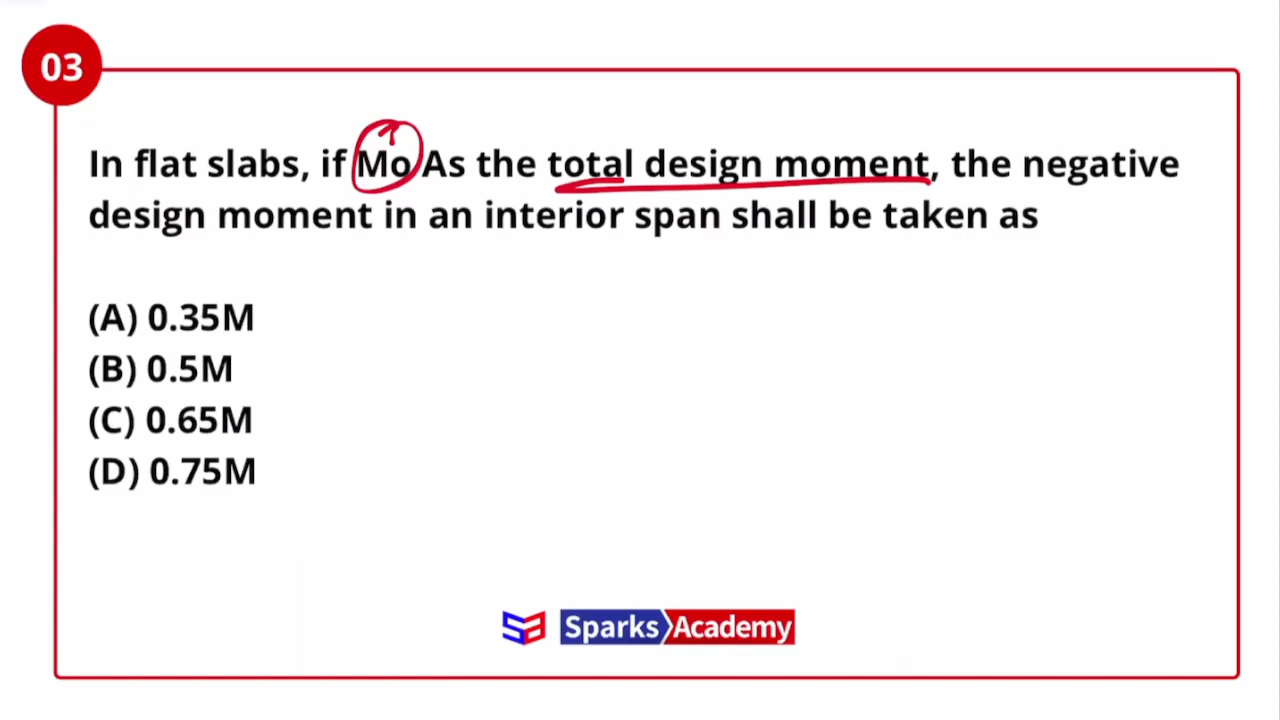 03
In flat slabs, if Mo As the total design moment, the negative
design moment in an interior span shall be taken as
(A) 0.35M
(B) 0.5M
(C) 0.65M
(D) 0.75M
Sparks Academy